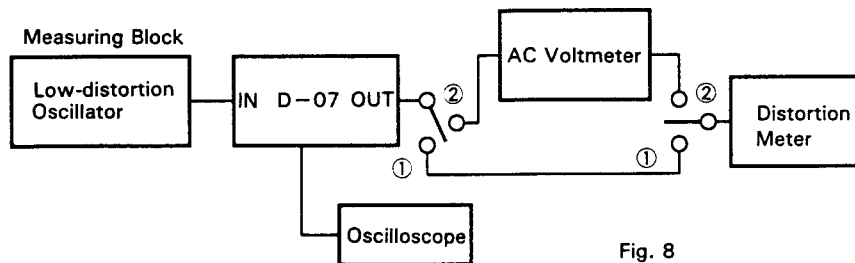 Measuring Block
Low-distortion
Oscillator
IN D-07 OUT
②
①
AC Voltmeter
②
①
Distortion
Meter
Oscilloscope
Fig. 8